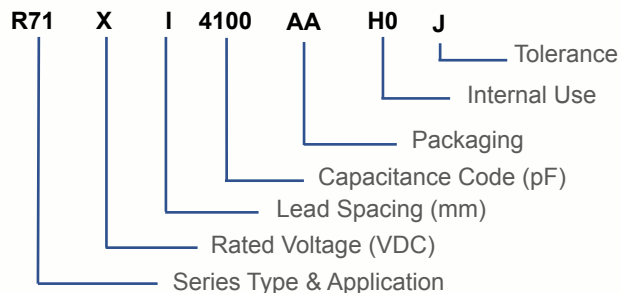 R71 X I 4100 AA H0 J
Tolerance
Internal Use
Packaging
Capacitance Code (pF)
Lead Spacing (mm)
Rated Voltage (VDC)
Series Type & Application